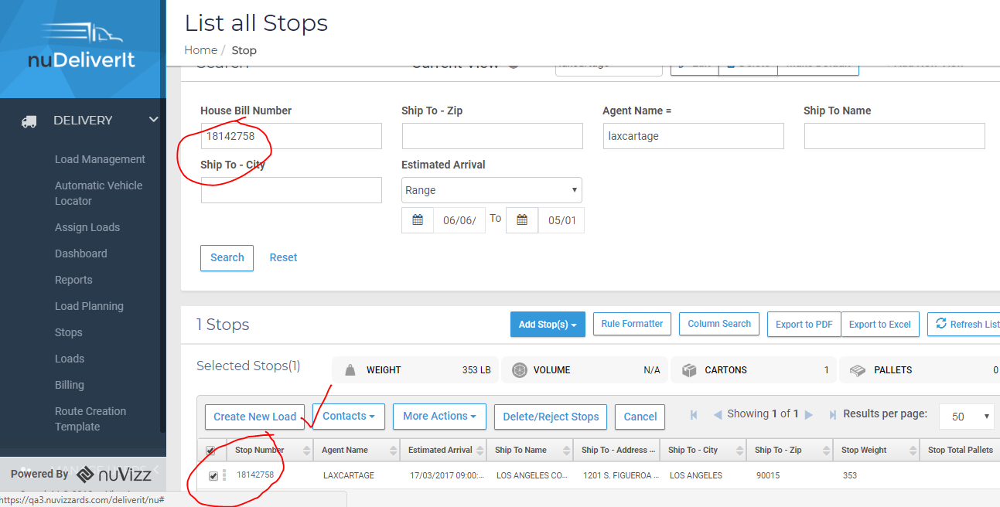 List all Stops
nuDeliverIt
Home / Stop
Search
DELIVERY
Load Management
Automatic Vehicle
Locator
Assign Loads
Dashboard
Reports
Load Planning
Stops
Loads
Billing
Route Creation
Template
Powered By nuVizz
https://qa3.nuvizzards.com/deliverit/nu#
House Bill Number Ship To - Zip Agent Name = Ship To Name
18142758 laxcartage
Ship To - City Estimated Arrival
Range
06/06/ To 05/01
Search Reset
1 Stops Add Stop(s) Rule Formatter Column Search Export to PDF Export to Excel Refresh List
Selected Stops(1) WEIGHT 353 LB VOLUME N/A CARTONS 1 PALLETS 0
Create New Load Contacts More Actions Delete/Reject Stops Cancel Showing 1 of 1 Results per page: 50
Stop Number Agent Name Estimated Arrival Ship To Name Ship To - Address ... Ship To - City Ship To - Zip Stop Weight Stop Total Pallets
18142758 LAXCARTAGE 17/03/2017 09:00:... LOS ANGELES CO... 1201 S. FIGUEROA ... LOS ANGELES 90015 353